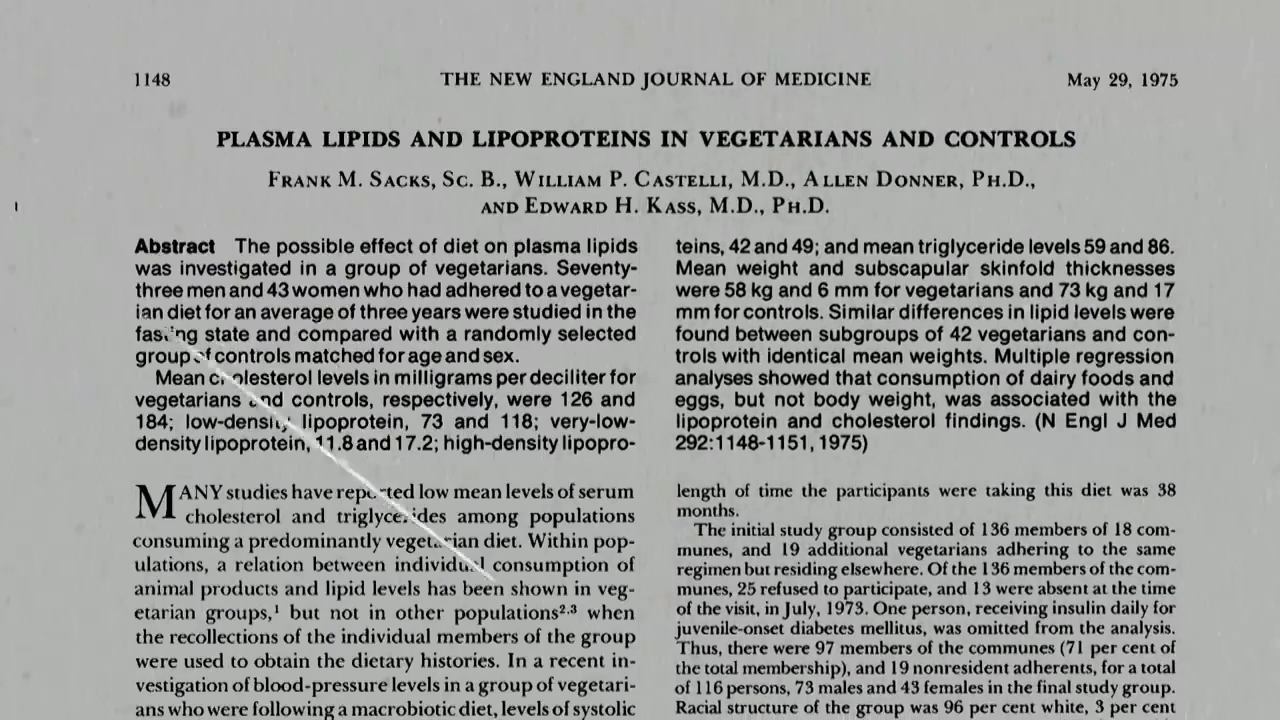 1148 THE NEW ENGLAND JOURNAL OF MEDICINE May 29, 1975
PLASMA LIPIDS AND LIPOPROTEINS IN VEGETARIANS AND CONTROLS
FRANK M. SACKS, SC. B., WILLIAM P. CASTELLI, M.D., ALLEN DONNER, PH.D.,
AND EDWARD H. KASS, M.D., PH.D.
Abstract The possible effect of diet on plasma lipids
was investigated in a group of vegetarians. Seventy-
three men and 43 women who had adhered to a vegetar-
ian diet for an average of three years were studied in the
fasting state and compared with a randomly selected
group of controls matched for age and sex.
Mean cholesterol levels in milligrams per deciliter for
vegetarians and controls, respectively, were 126 and
184; low-density lipoprotein, 73 and 118; very-low-
density lipoprotein, 11.8 and 17.2; high-density lipopro-
teins, 42 and 49; and mean triglyceride levels 59 and 86.
Mean weight and subscapular skinfold thicknesses
were 58 kg and 6 mm for vegetarians and 73 kg and 17
mm for controls. Similar differences in lipid levels were
found between subgroups of 42 vegetarians and con-
trols with identical mean weights. Multiple regression
analyses showed that consumption of dairy foods and
eggs, but not body weight, was associated with the
lipoprotein and cholesterol findings. (N Engl J Med
292:1148-1151, 1975)
MANY studies have reported low mean levels of serum
cholesterol and triglycerides among populations
consuming a predominantly vegetarian diet. Within pop-
ulations, a relation between individual consumption of
animal products and lipid levels has been shown in veg-
etarian groups,¹ but not in other populations²,³ when
the recollections of the individual members of the group
were used to obtain the dietary histories. In a recent in-
vestigation of blood-pressure levels in a group of vegetari-
ans who were following a macrobiotic diet, levels of systolic
length of time the participants were taking this diet was 38
months.
The initial study group consisted of 136 members of 18 com-
munes, and 19 additional vegetarians adhering to the same
regimen but residing elsewhere. Of the 136 members of the com-
munes, 25 refused to participate, and 13 were absent at the time
of the visit, in July, 1973. One person, receiving insulin daily for
juvenile-onset diabetes mellitus, was omitted from the analysis.
Thus, there were 97 members of the communes (71 per cent of
the total membership), and 19 nonresident adherents, for a total
of 116 persons, 73 males and 43 females in the final study group.
Racial structure of the group was 96 per cent white, 3 per cent